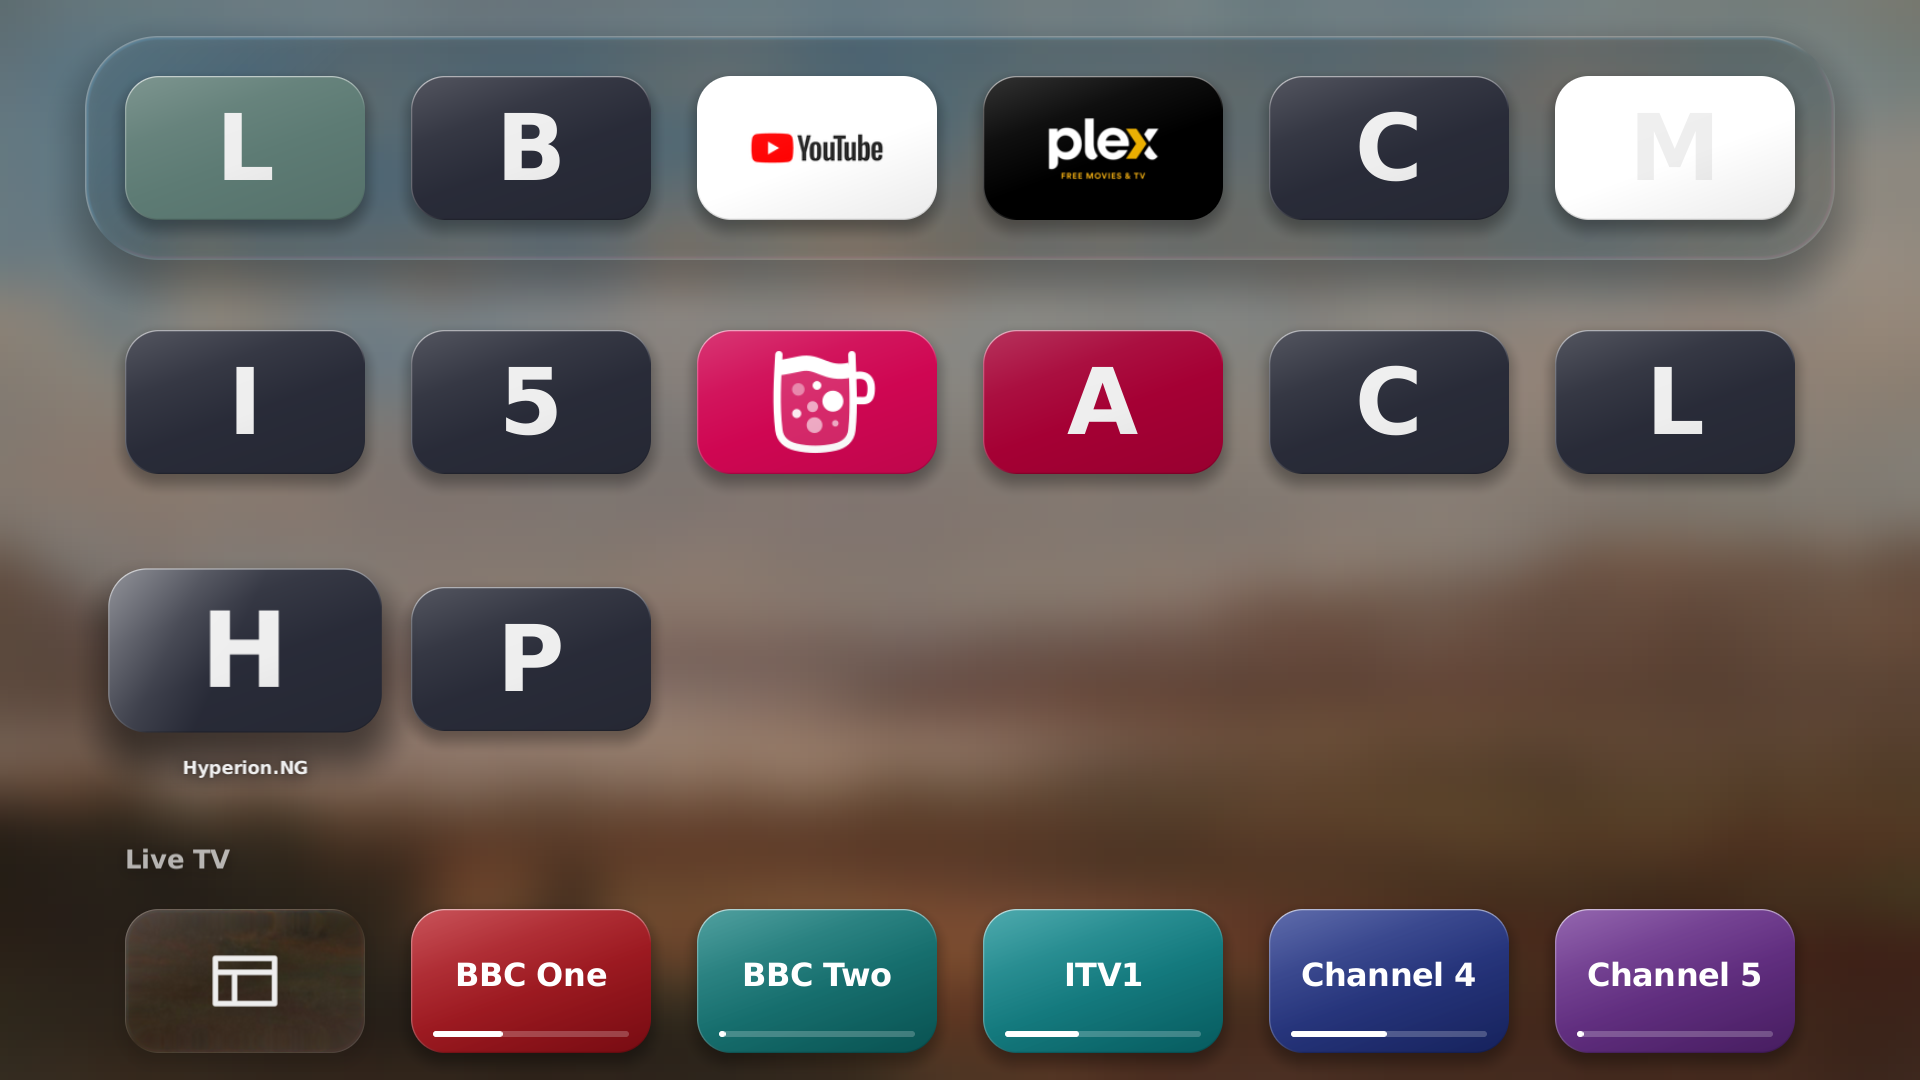 L
B
YouTube
plex
FREE MOVIES & TV
C
M
I
5
A
C
L
H
P
Hyperion.NG
Live TV
BBC One
BBC Two
ITV1
Channel 4
Channel 5